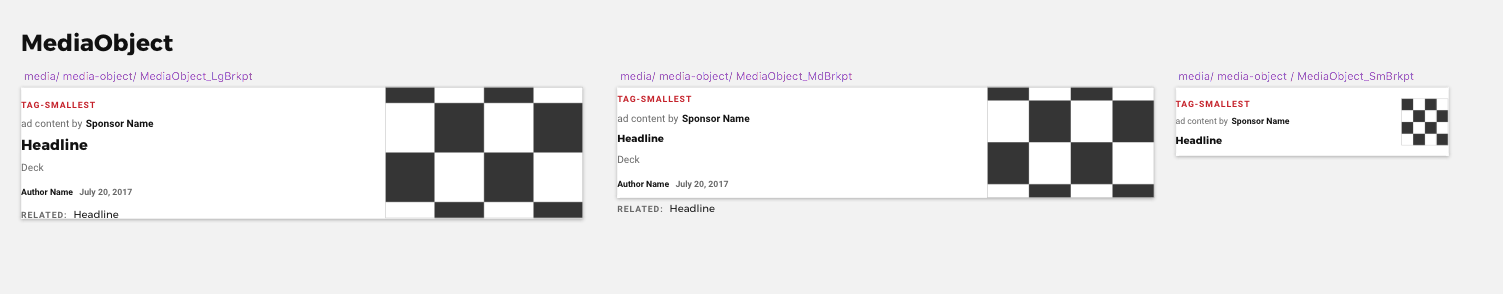 MediaObject
media/ media-object/ MediaObject_LgBrkpt
TAG-SMALLEST
ad content by Sponsor Name
Headline
Deck
Author Name July 20, 2017
RELATED: Headline
media/ media-object/ MediaObject_MdBrkpt
TAG-SMALLEST
ad content by Sponsor Name
Headline
Deck
Author Name July 20, 2017
RELATED: Headline
media/ media-object / MediaObject_SmBrkpt
TAG-SMALLEST
ad content by Sponsor Name
Headline